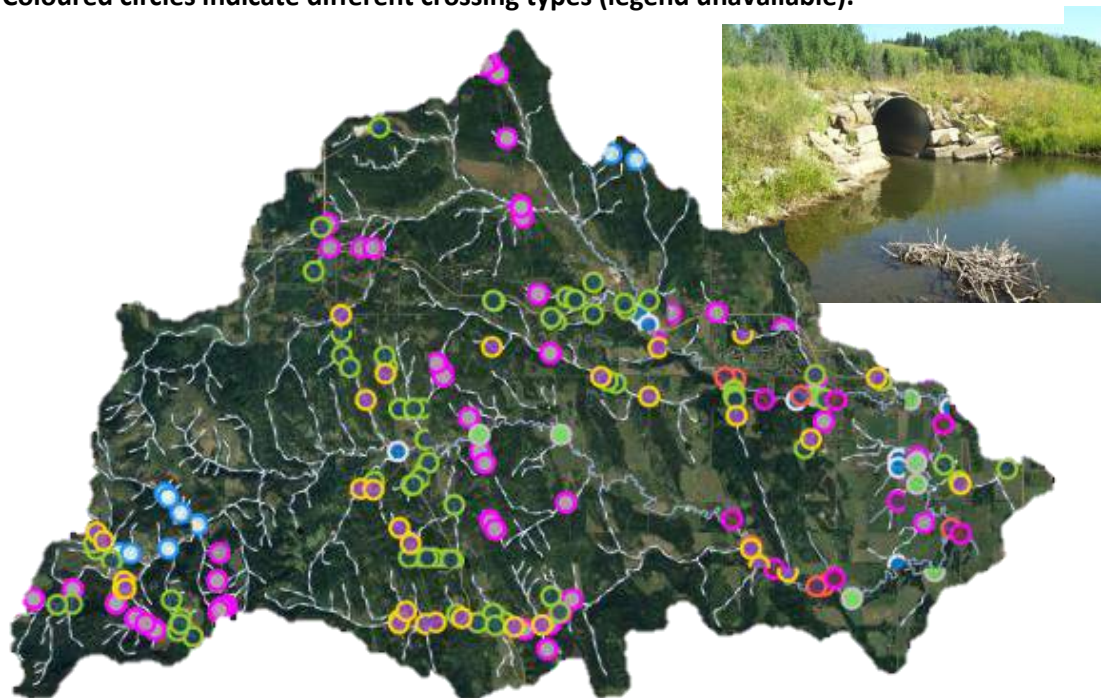 Coloured circles indicate different crossing types (legend unavailable).